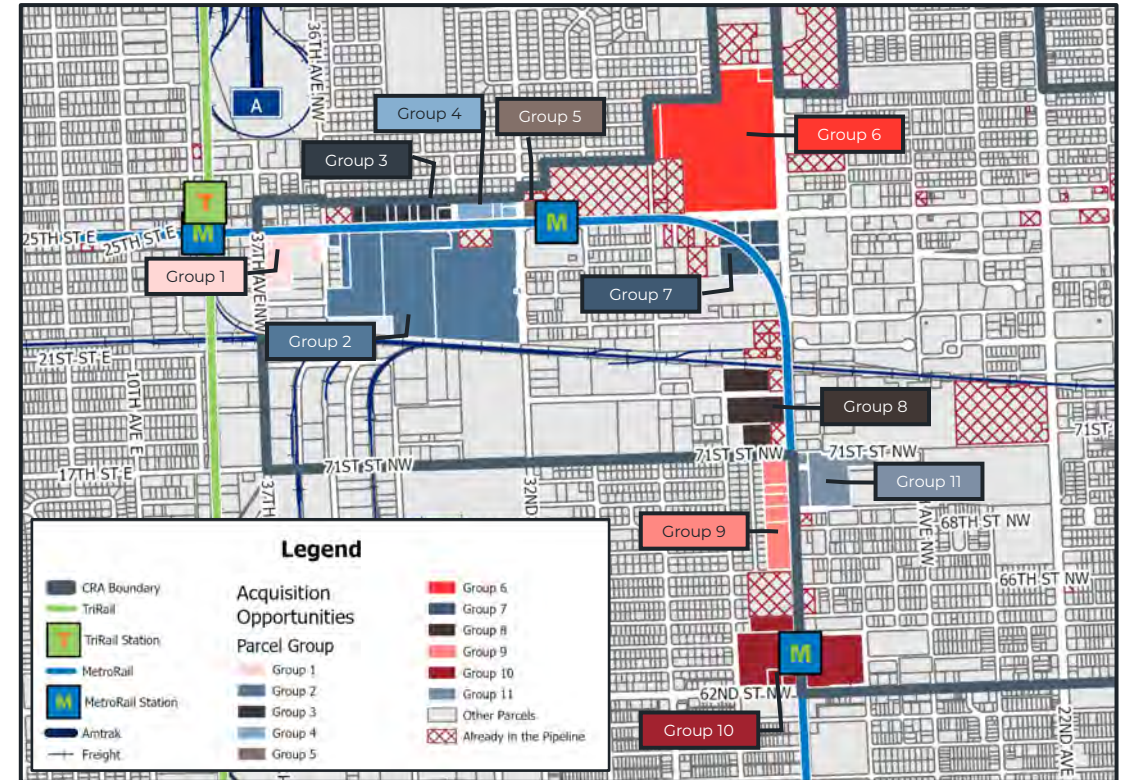 36TH AVE NW
A
Group 4
Group 5
Group 6
Group 3
T
M
M
25TH ST E
25TH ST E
37TH AVE NW
Group 1
Group 7
Group 2
21ST ST E
10TH AVE E
Group 8
71ST ST NW
71ST ST NW
71ST ST NW
71ST
17TH ST E
37TH
32ND
Group 11
AVE NW
68TH ST NW
Group 9
66TH ST NW
M
62ND ST NW
Group 10
22ND AVE
H
Legend
CRA Boundary
TriRail
T
TriRail Station
MetroRail
M
MetroRail Station
Amtrak
Freight
Acquisition
Opportunities
Parcel Group
Group 1
Group 2
Group 3
Group 4
Group 5
Group 6
Group 7
Group 8
Group 9
Group 10
Group 11
Other Parcels
Already in the Pipeline